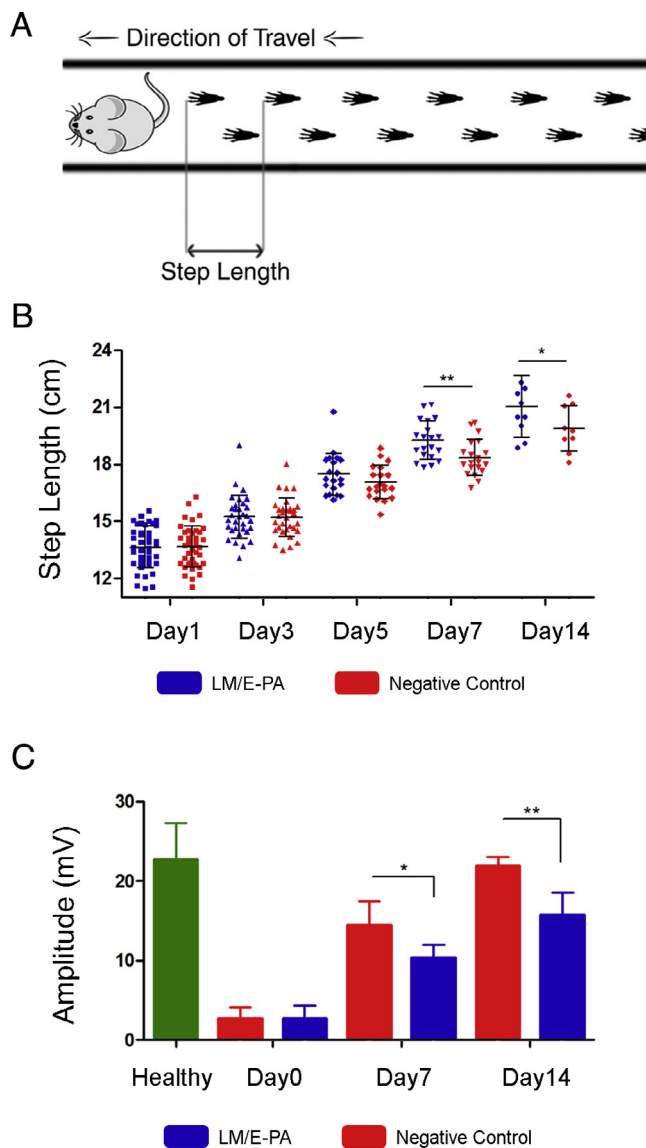 A
← Direction of Travel ←
Step Length
B
Step Length (cm)
24
21
18
15
12
**
*
Day1 Day3 Day5 Day7 Day14
LM/E-PA Negative Control
C
Amplitude (mV)
30
20
10
0
*
**
Healthy Day0 Day7 Day14
LM/E-PA Negative Control